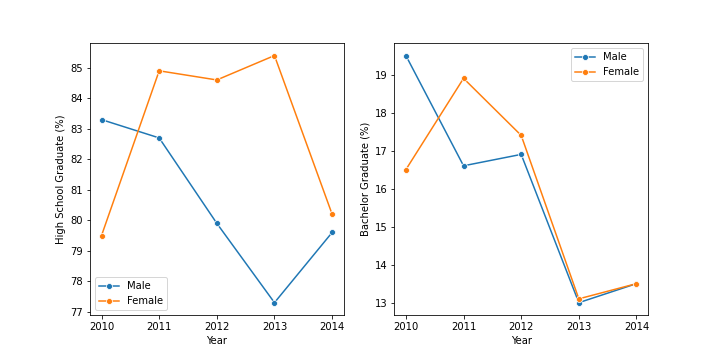 85
84
83
82
81
80
79
78
77
High School Graduate (%)
2010 2011 2012 2013 2014
Year
Male
Female
19
18
17
16
15
14
13
Bachelor Graduate (%)
2010 2011 2012 2013 2014
Year
Male
Female